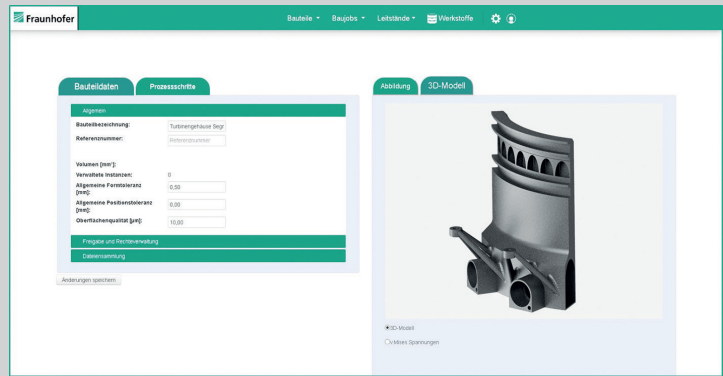 Fraunhofer
Bauteile
Baujobs
Leitstände
Werkstoffe
Bauteildaten
Prozessschritte
Allgemein
Bauteilbezeichnung:
Turbinengehäuse Segr
Referenznummer:
Referenznummer
Volumen [mm³]:
Verwaltete Instanzen:
0
Allgemeine Formtoleranz
[mm]:
0,50
Allgemeine Positionstoleranz
[mm]:
0,00
Oberflächenqualität [µm]:
10,00
Freigabe und Rechteverwaltung
Dateiensammlung
Änderungen speichern
Abbildung
3D-Modell
3D-Modell
v.Mises Spannungen